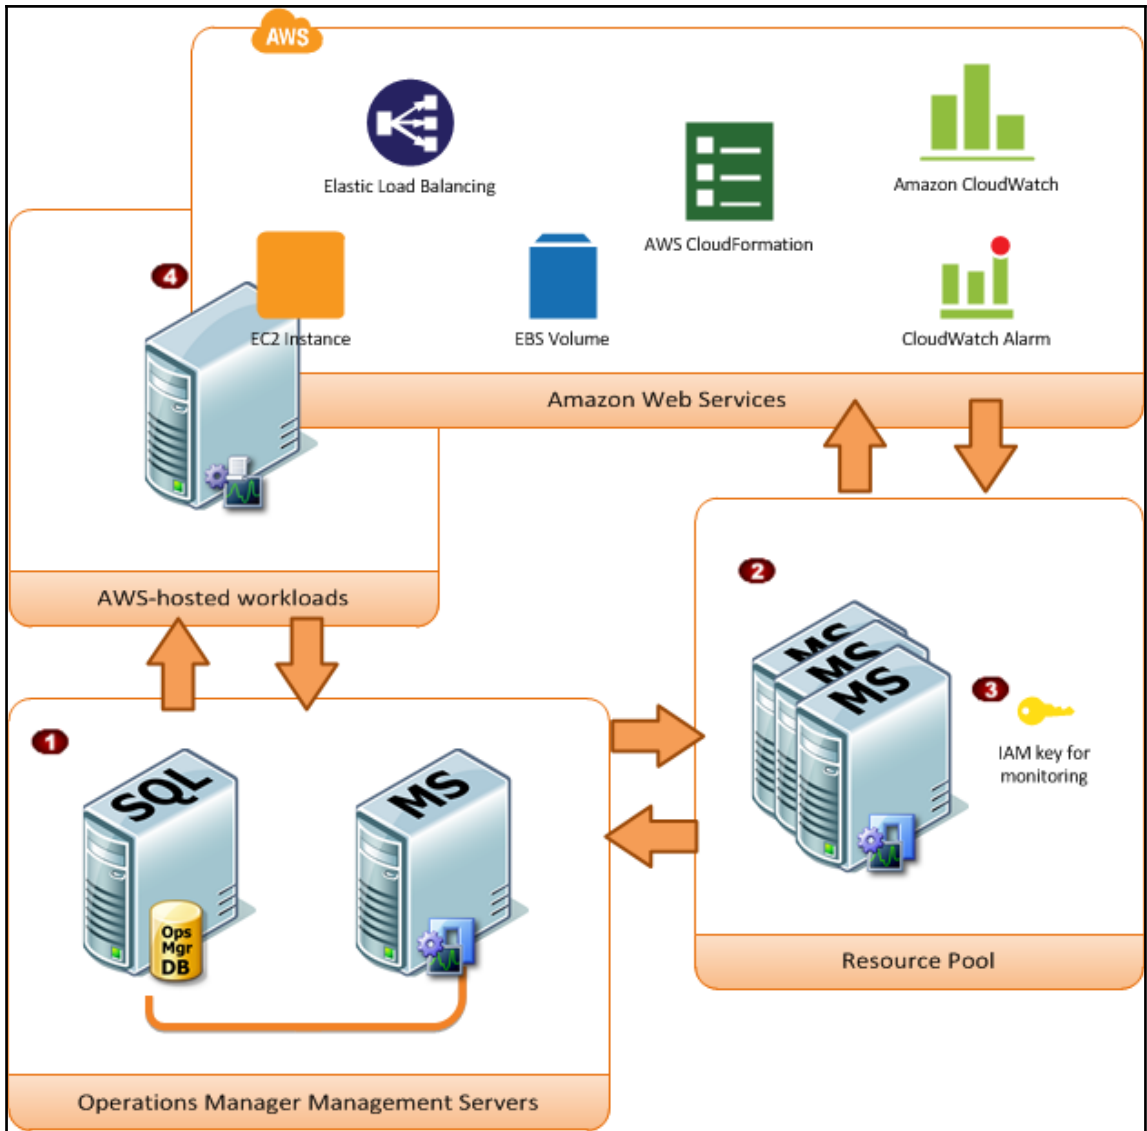 AWS
Elastic Load Balancing
AWS CloudFormation
Amazon CloudWatch
4
EC2 Instance
EBS Volume
CloudWatch Alarm
Amazon Web Services
AWS-hosted workloads
2
MS
MS
MS
3
IAM key for
monitoring
Resource Pool
1
SQL
Ops
Mgr
DB
MS
Operations Manager Management Servers